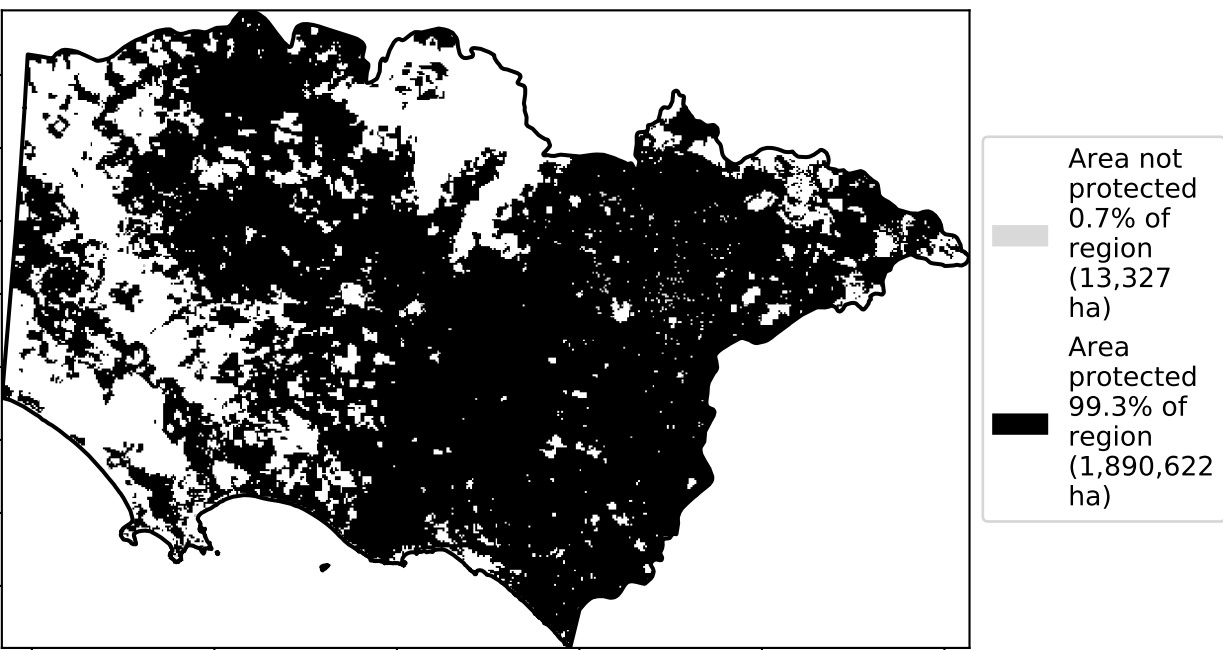 Area not
protected
0.7% of
region
(13,327
ha)
Area
protected
99.3% of
region
(1,890,622
ha)